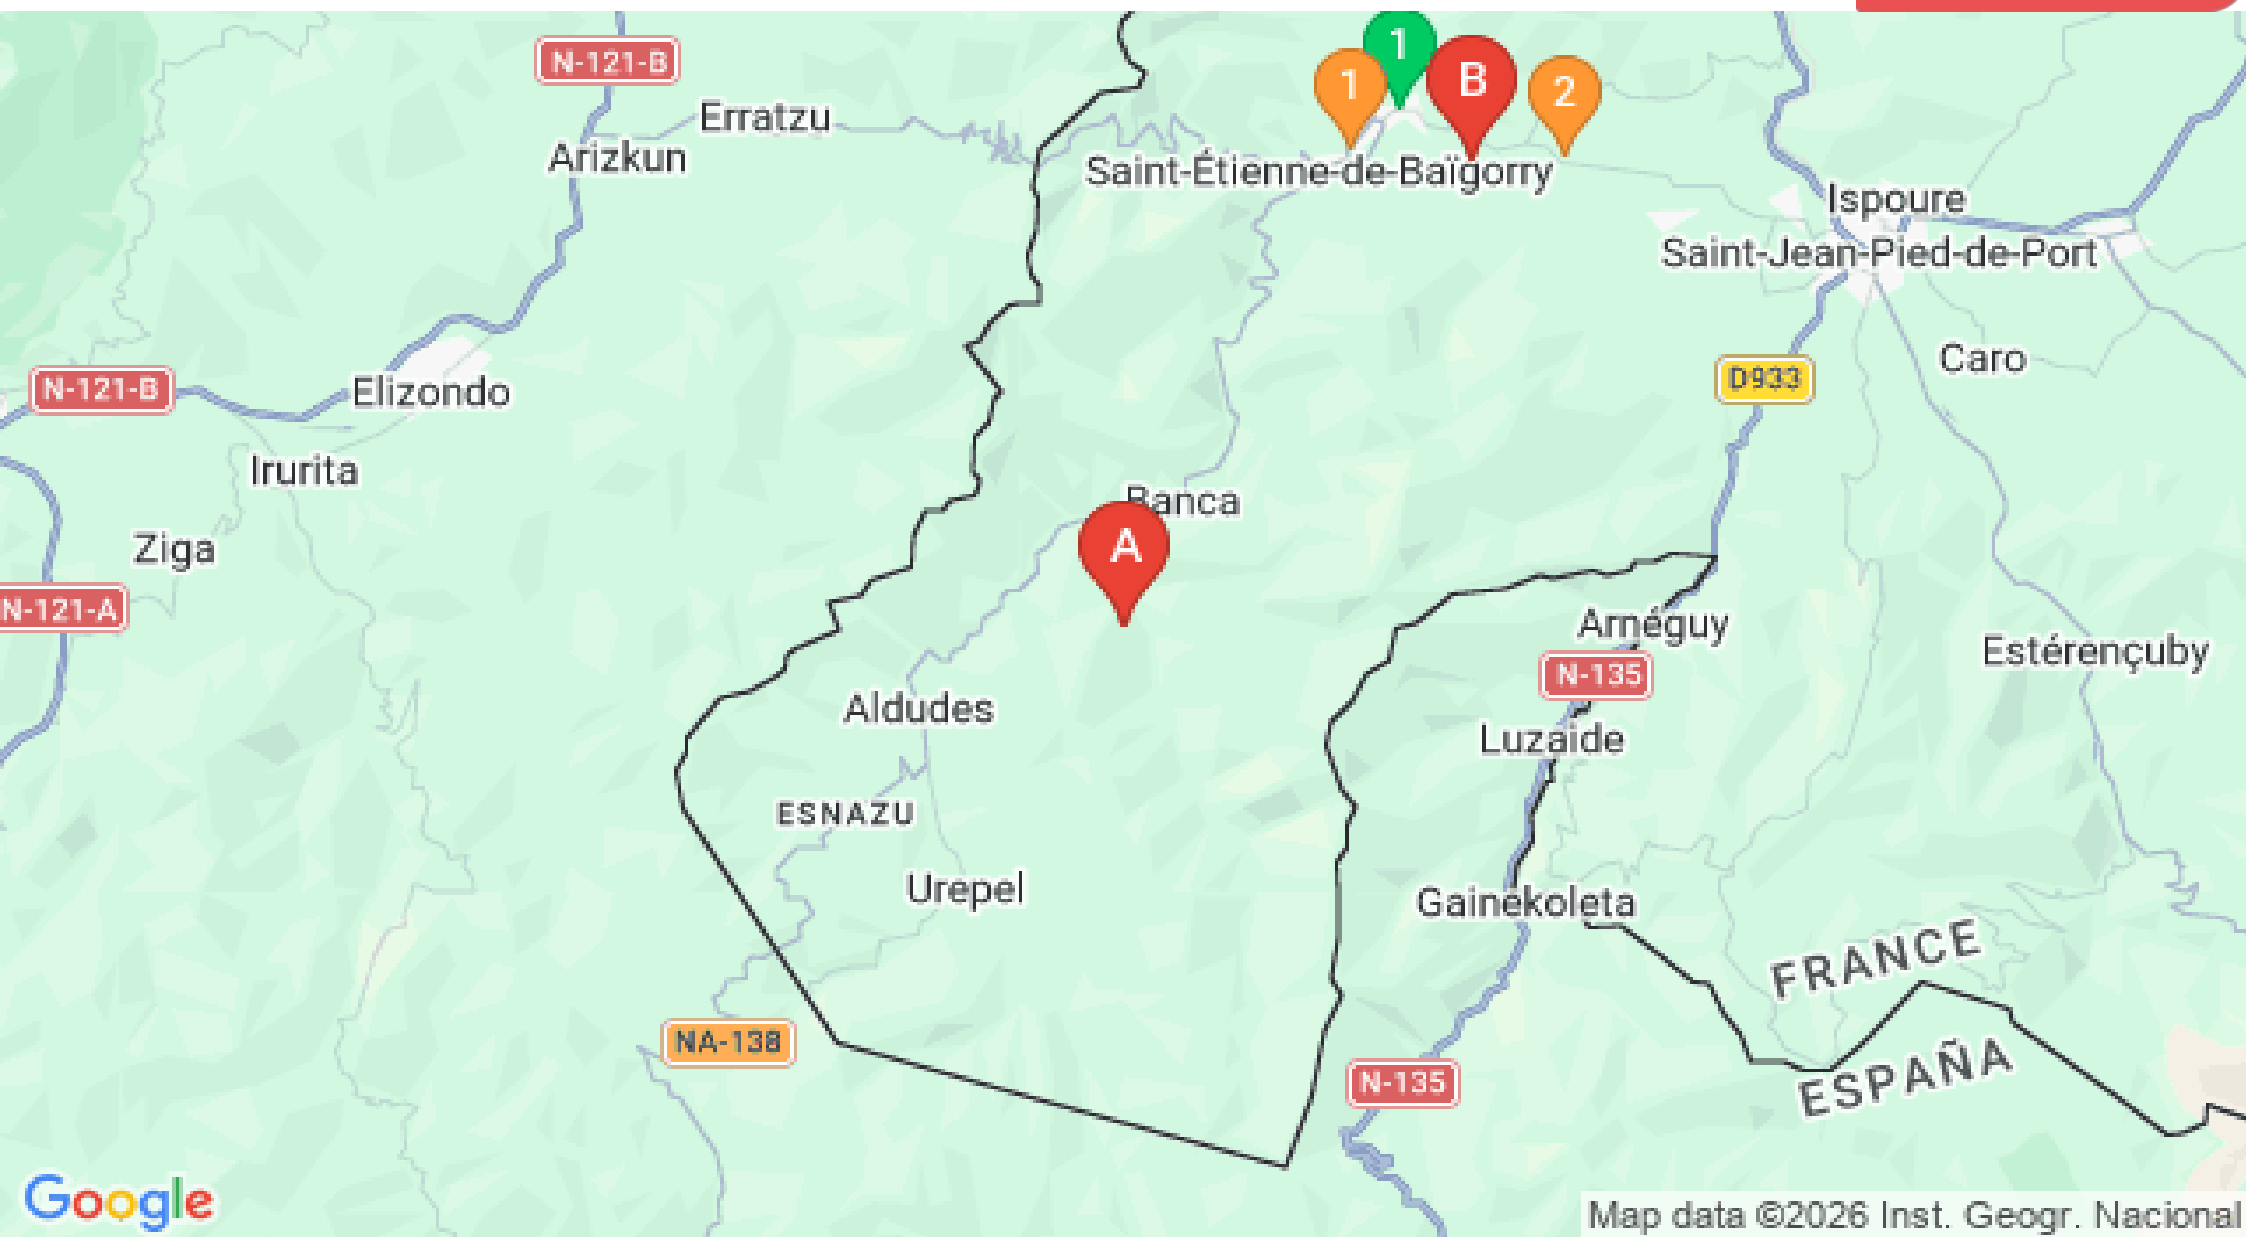 1
N-121-B
1
B
2
Erratzu
Arizkun
Saint-Étienne-de-Baïgorry
Ispoure
Saint-Jean-Pied-de-Port
Caro
D933
N-121-B
Elizondo
Irurita
Banca
Ziga
A
N-121-A
Arnéguy
Estérençuby
N-135
Aldudes
Luzaide
ESNAZU
Urepel
Gainekoleta
FRANCE
NA-138
ESPAÑA
N-135
Google
Map data ©2026 Inst. Geogr. Nacional